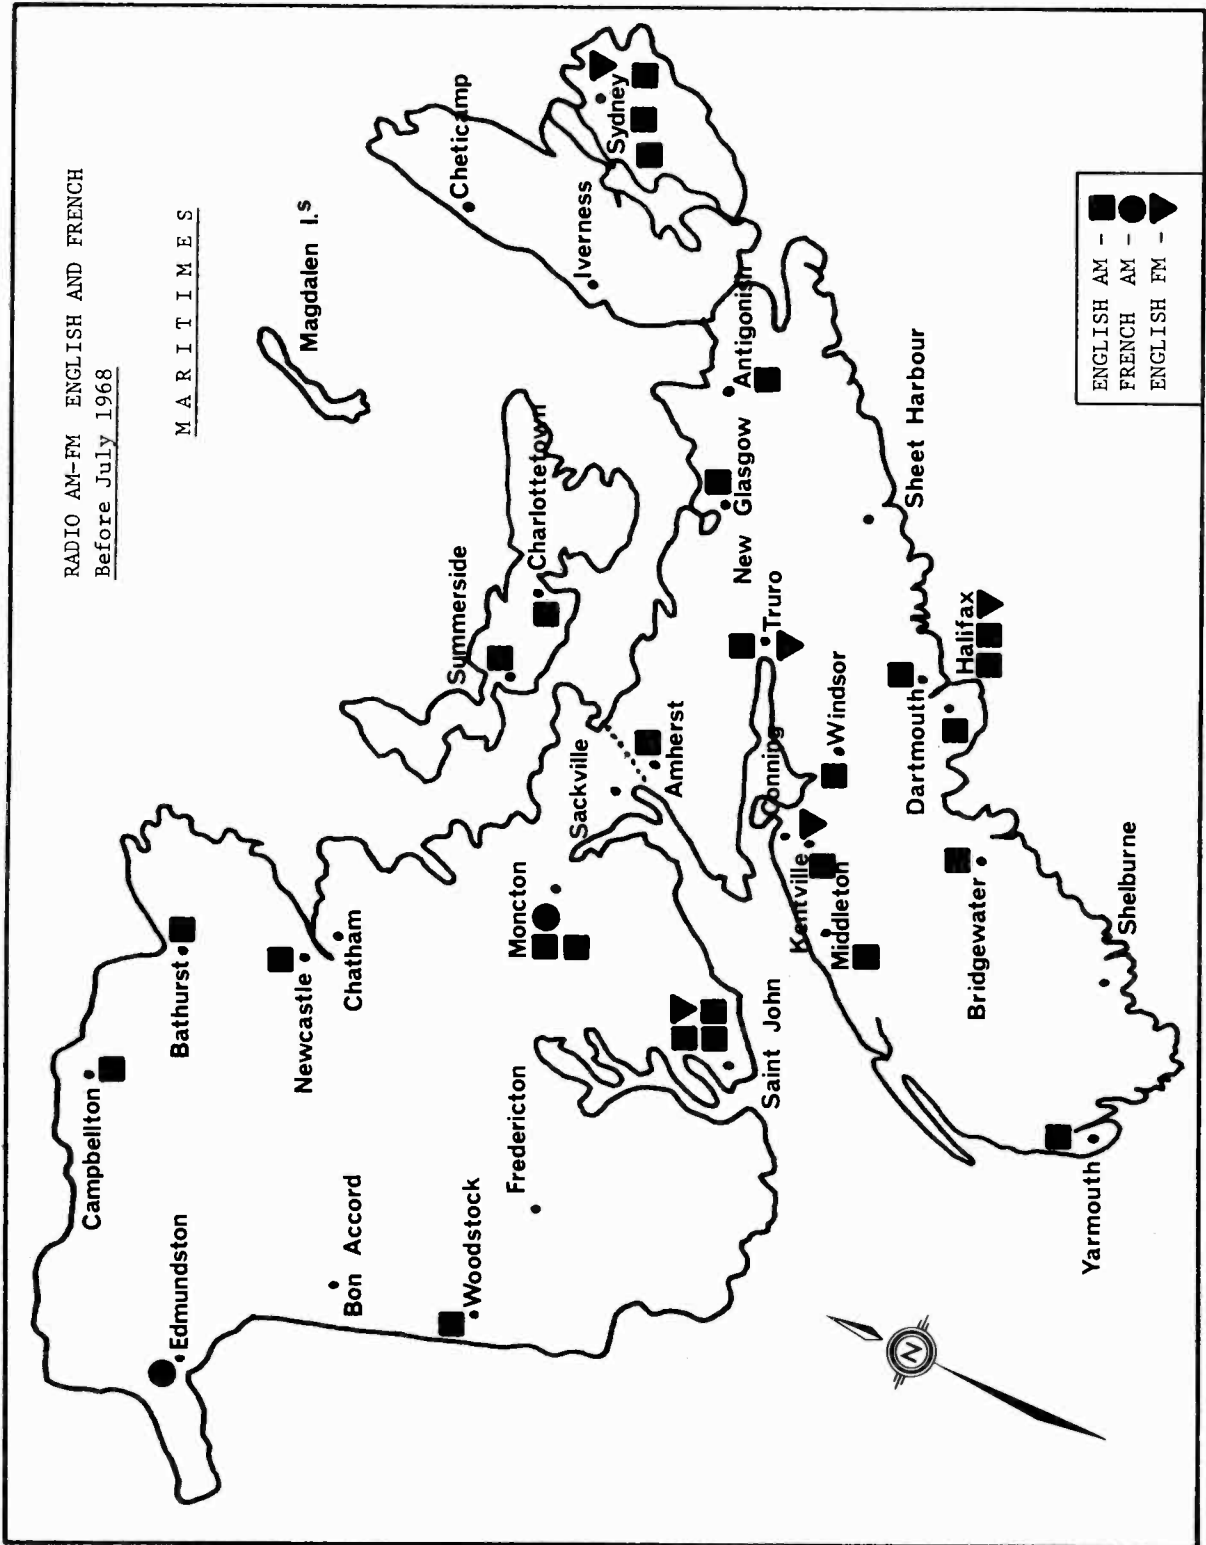 RADIO AM-FM ENGLISH AND FRENCH
Before July 1968
MARITIMES
Magdalen I.s
Cheticamp
Iverness
Sydney
Campbellton
Bathurst
Edmundston
Newcastle
Chatham
Bon Accord
Woodstock
Fredericton
Moncton
Sackville
Saint John
Summerside
Charlottetown
Amherst
Antigonish
New Glasgow
Truro
Windsor
Conning
Kentville
Middleton
Sheet Harbour
Halifax
Dartmouth
Bridgewater
Shelburne
Yarmouth
N
ENGLISH AM -
FRENCH AM -
ENGLISH FM -